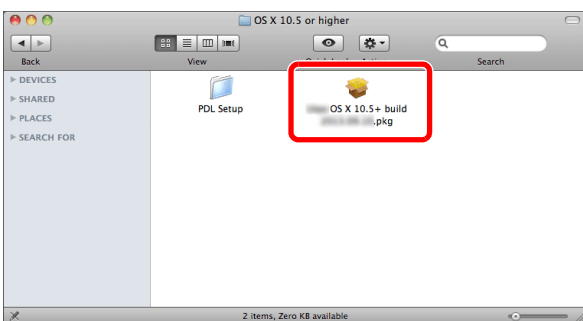 OS X 10.5 or higher
Back
View
Search
DEVICES
SHARED
PLACES
SEARCH FOR
PDL Setup
OS X 10.5+ build
.pkg
2 items, Zero KB available